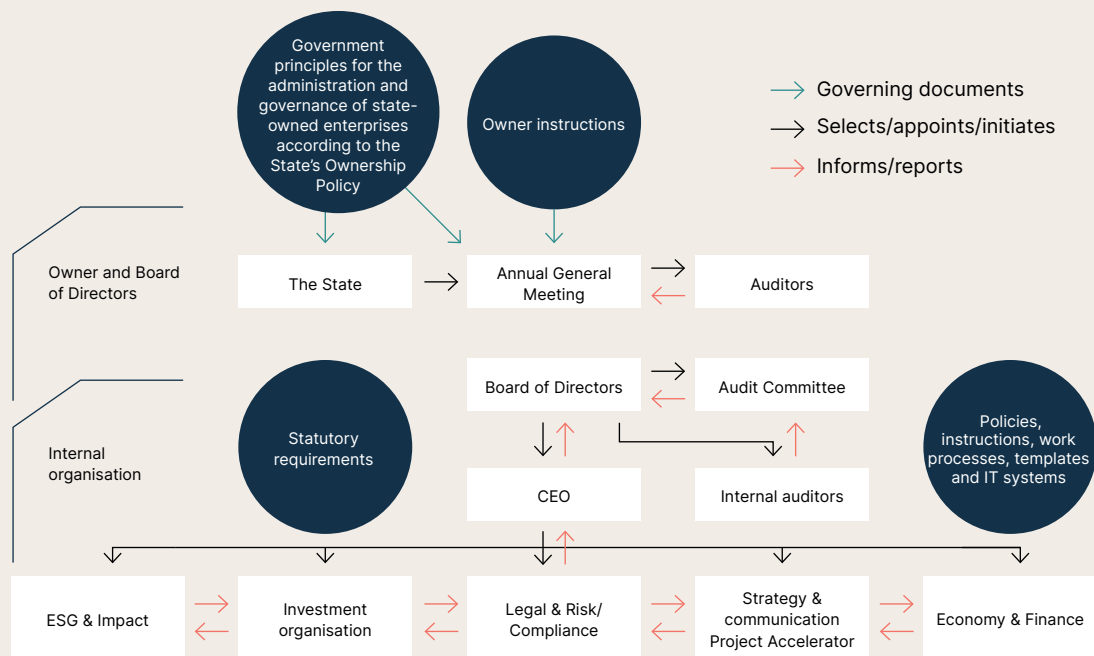 Government
principles for the
administration and
governance of state-
owned enterprises
according to the
State's Ownership
Policy
Owner instructions
Governing documents
Selects/appoints/initiates
Informs/reports
Owner and Board
of Directors
The State
Annual General
Meeting
Auditors
Board of Directors
Audit Committee
Internal
organisation
Statutory
requirements
Policies,
instructions, work
processes, templates
and IT systems
CEO
Internal auditors
ESG & Impact
Investment
organisation
Legal & Risk/
Compliance
Strategy &
communication
Project Accelerator
Economy & Finance